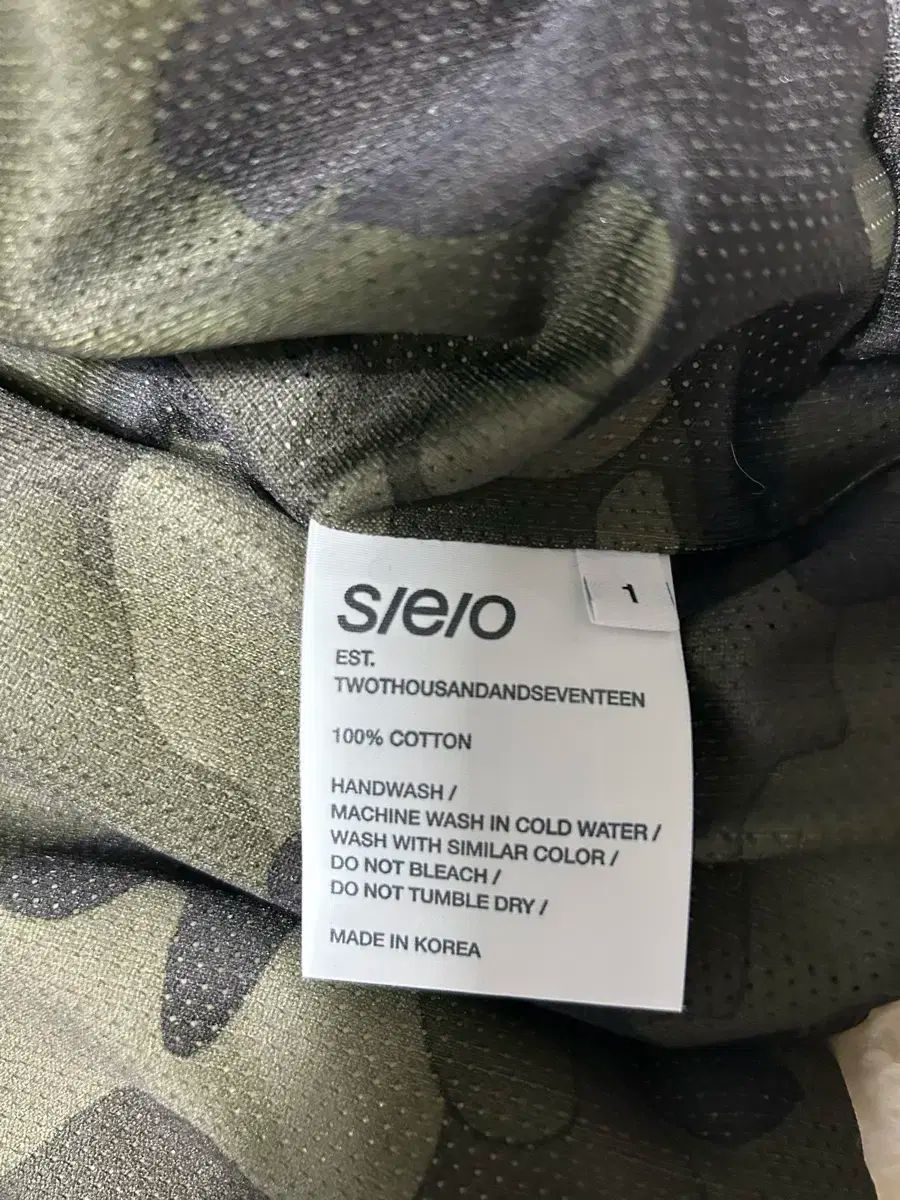 s/e/o
1
EST.
TWOTHOUSANDANDSEVENTEEN
100% COTTON
HANDWASH /
MACHINE WASH IN COLD WATER /
WASH WITH SIMILAR COLOR /
DO NOT BLEACH /
DO NOT TUMBLE DRY /
MADE IN KOREA